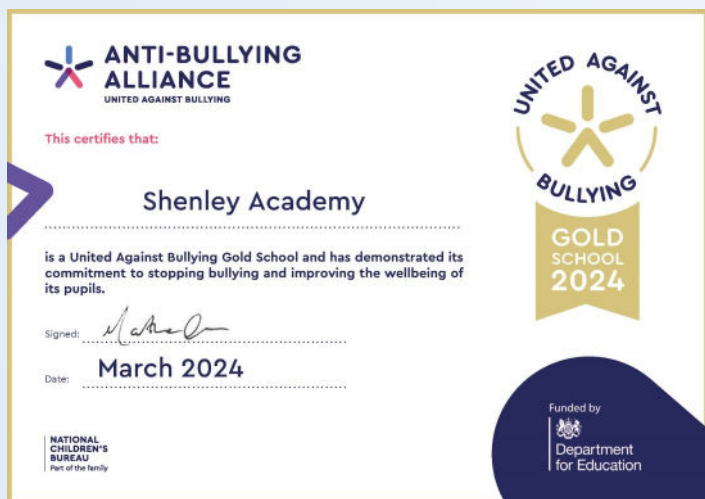 ANTI-BULLYING
ALLIANCE
UNITED AGAINST BULLYING
This certifies that:
Shenley Academy
is a United Against Bullying Gold School and has demonstrated its
commitment to stopping bullying and improving the wellbeing of
its pupils.
Signed:
Date: March 2024
NATIONAL
CHILDREN'S
BUREAU
Part of the family
UNITED AGAINST
BULLYING
GOLD
SCHOOL
2024
Funded by
Department
for Education